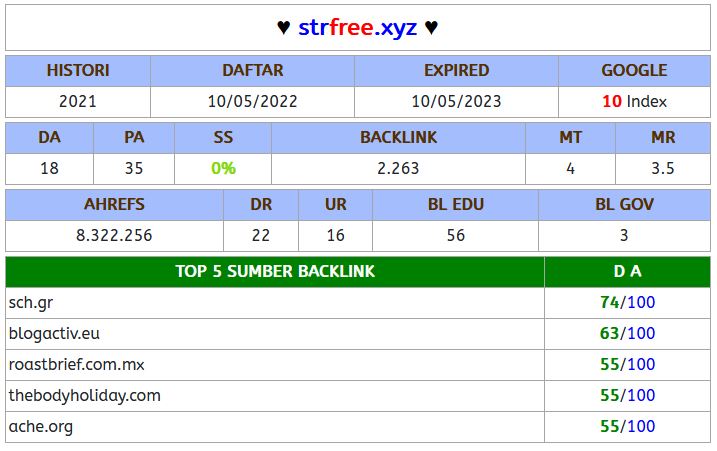 ♥ strfree.xyz ♥
HISTORI DAFTAR EXPIRED GOOGLE
2021 10/05/2022 10/05/2023 10 Index
DA PA SS BACKLINK MT MR
18 35 0% 2.263 4 3.5
AHREFS DR UR BL EDU BL GOV
8.322.256 22 16 56 3
TOP 5 SUMBER BACKLINK D A
sch.gr 74/100
blogactiv.eu 63/100
roastbrief.com.mx 55/100
thebodyholiday.com 55/100
ache.org 55/100